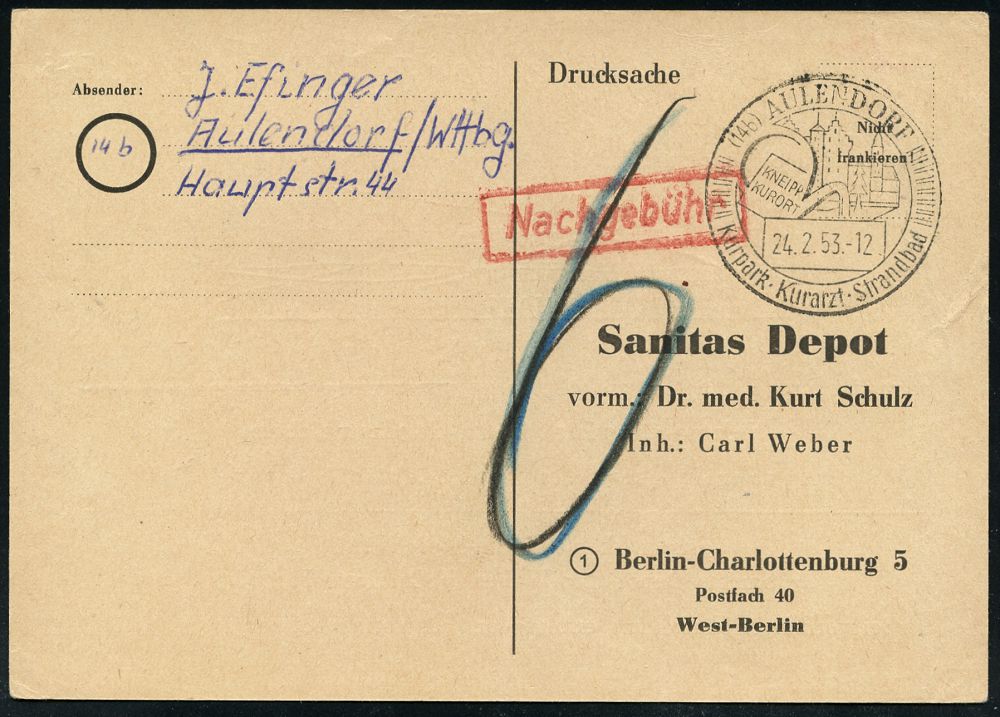 Absender:
J. Efinger
Aulendorf/Wttbg.
Hauptstr. 44
14b
Drucksache
Nicht
frankieren!
(14b) AULENDORF
KNEIPP
KURORT
24.2.53.-12
Kurpark · Kurarzt · Strandbad
Nachgebühr
6
Sanitas Depot
vorm.: Dr. med. Kurt Schulz
Inh.: Carl Weber
1 Berlin-Charlottenburg 5
Postfach 40
West-Berlin